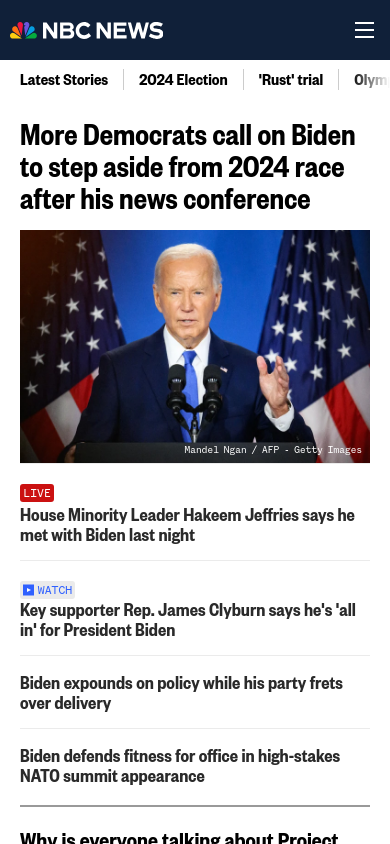 NBC NEWS
Latest Stories
2024 Election
'Rust' trial
More Democrats call on Biden
to step aside from 2024 race
after his news conference
Mandel Ngan / AFP - Getty Images
LIVE
House Minority Leader Hakeem Jeffries says he
met with Biden last night
WATCH
Key supporter Rep. James Clyburn says he's 'all
in' for President Biden
Biden expounds on policy while his party frets
over delivery
Biden defends fitness for office in high-stakes
NATO summit appearance
Why is everyone talking about Project